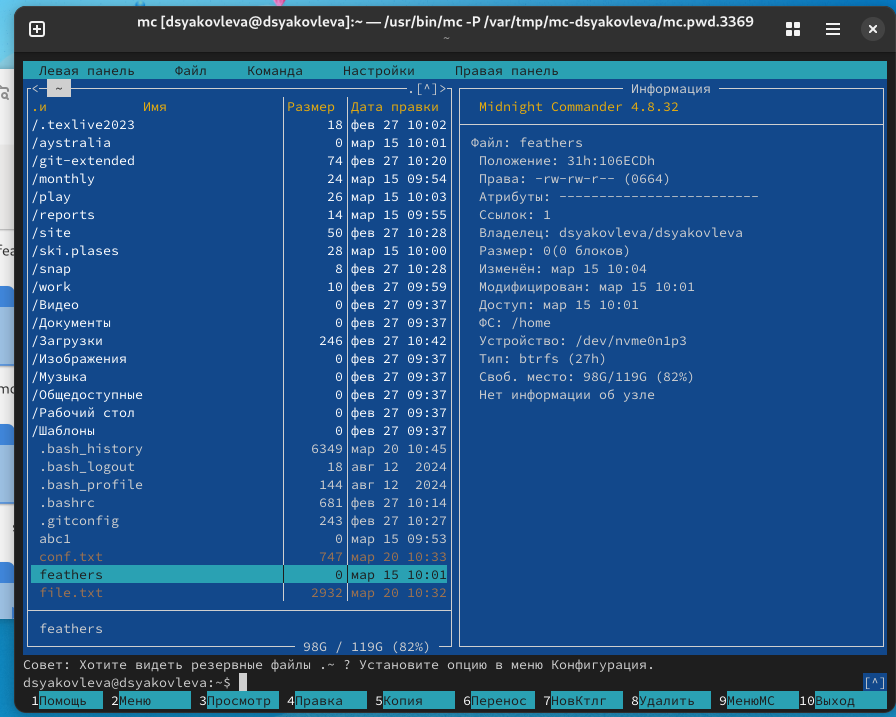 mc [dsyakovleva@dsyakovleva]:~ — /usr/bin/mc -P /var/tmp/mc-dsyakovleva/mc.pwd.3369
~
Левая панель Файл Команда Настройки Правая панель
<─ ~ .[^]>
.и Имя Размер Дата правки
/.texlive2023 18 фев 27 10:02
/aystralia 0 мар 15 10:01
/git-extended 74 фев 27 10:20
/monthly 24 мар 15 09:54
/play 26 мар 15 10:03
/reports 14 мар 15 09:55
/site 50 фев 27 10:28
/ski.plases 28 мар 15 10:00
/snap 8 фев 27 10:28
/work 10 фев 27 09:59
/Видео 0 фев 27 09:37
/Документы 0 фев 27 09:37
/Загрузки 246 фев 27 10:42
/Изображения 0 фев 27 09:37
/Музыка 0 фев 27 09:37
/Общедоступные 0 фев 27 09:37
/Рабочий стол 0 фев 27 09:37
/Шаблоны 0 фев 27 09:37
.bash_history 6349 мар 20 10:45
.bash_logout 18 авг 12 2024
.bash_profile 144 авг 12 2024
.bashrc 681 фев 27 10:14
.gitconfig 243 фев 27 10:27
abc1 0 мар 15 09:53
conf.txt 747 мар 20 10:33
feathers 0 мар 15 10:01
file.txt 2932 мар 20 10:32
feathers
98G / 119G (82%)
Информация
Midnight Commander 4.8.32
Файл: feathers
Положение: 31h:106ECDh
Права: -rw-rw-r-- (0664)
Атрибуты: -------------------------
Ссылок: 1
Владелец: dsyakovleva/dsyakovleva
Размер: 0(0 блоков)
Изменён: мар 15 10:04
Модифицирован: мар 15 10:01
Доступ: мар 15 10:01
ФС: /home
Устройство: /dev/nvme0n1p3
Тип: btrfs (27h)
Своб. место: 98G/119G (82%)
Нет информации об узле
Совет: Хотите видеть резервные файлы .~ ? Установите опцию в меню Конфигурация.
dsyakovleva@dsyakovleva:~$ [^]
1Помощь 2Меню 3Просмотр 4Правка 5Копия 6Перенос 7НовКтлг 8Удалить 9МенюМС 10Выход